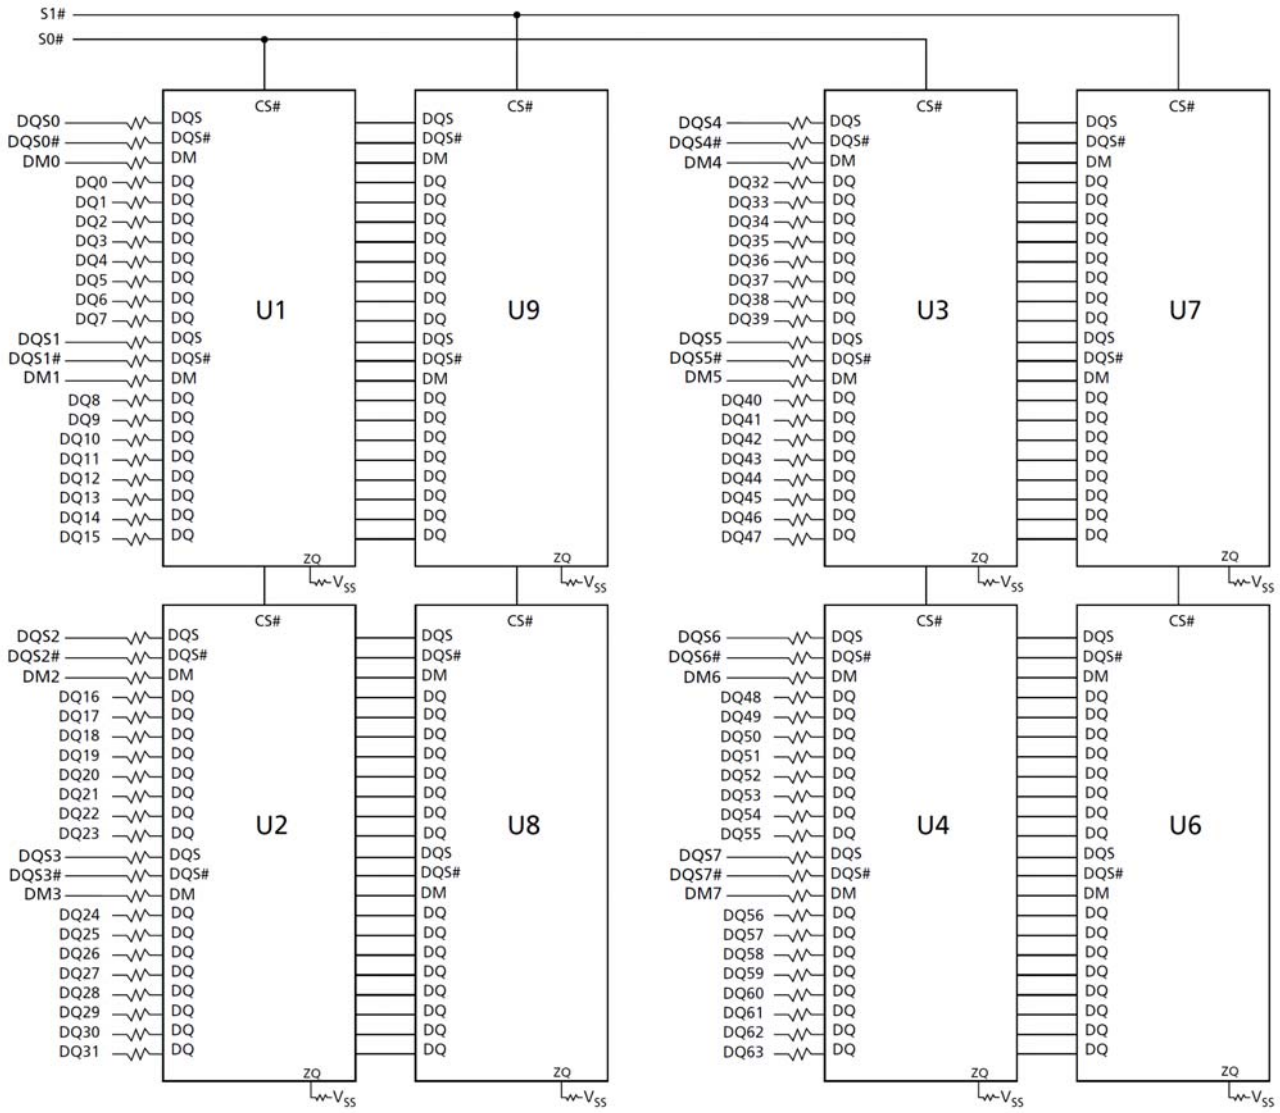 S1#
S0#
CS# CS# CS# CS#
DQS0 DQS DQS DQS4 DQS DQS
DQS0# DQS# DQS# DQS4# DQS# DQS#
DM0 DM DM DM4 DM DM
DQ0 DQ DQ DQ32 DQ DQ
DQ1 DQ DQ DQ33 DQ DQ
DQ2 DQ DQ DQ34 DQ DQ
DQ3 DQ DQ DQ35 DQ DQ
DQ4 DQ DQ DQ36 DQ DQ
DQ5 DQ DQ DQ37 DQ DQ
DQ6 DQ DQ DQ38 DQ DQ
U1 U9 U3 U7
DQ7 DQ DQ DQ39 DQ DQ
DQS1 DQS DQS DQS5 DQS DQS
DQS1# DQS# DQS# DQS5# DQS# DQS#
DM1 DM DM DM5 DM DM
DQ8 DQ DQ DQ40 DQ DQ
DQ9 DQ DQ DQ41 DQ DQ
DQ10 DQ DQ DQ42 DQ DQ
DQ11 DQ DQ DQ43 DQ DQ
DQ12 DQ DQ DQ44 DQ DQ
DQ13 DQ DQ DQ45 DQ DQ
DQ14 DQ DQ DQ46 DQ DQ
DQ15 DQ DQ DQ47 DQ DQ
ZQ ZQ ZQ ZQ
VSS VSS VSS VSS
CS# CS# CS# CS#
DQS2 DQS DQS DQS6 DQS DQS
DQS2# DQS# DQS# DQS6# DQS# DQS#
DM2 DM DM DM6 DM DM
DQ16 DQ DQ DQ48 DQ DQ
DQ17 DQ DQ DQ49 DQ DQ
DQ18 DQ DQ DQ50 DQ DQ
DQ19 DQ DQ DQ51 DQ DQ
DQ20 DQ DQ DQ52 DQ DQ
DQ21 DQ DQ DQ53 DQ DQ
DQ22 DQ DQ DQ54 DQ DQ
U2 U8 U4 U6
DQ23 DQ DQ DQ55 DQ DQ
DQS3 DQS DQS DQS7 DQS DQS
DQS3# DQS# DQS# DQS7# DQS# DQS#
DM3 DM DM DM7 DM DM
DQ24 DQ DQ DQ56 DQ DQ
DQ25 DQ DQ DQ57 DQ DQ
DQ26 DQ DQ DQ58 DQ DQ
DQ27 DQ DQ DQ59 DQ DQ
DQ28 DQ DQ DQ60 DQ DQ
DQ29 DQ DQ DQ61 DQ DQ
DQ30 DQ DQ DQ62 DQ DQ
DQ31 DQ DQ DQ63 DQ DQ
ZQ ZQ ZQ ZQ
VSS VSS VSS VSS